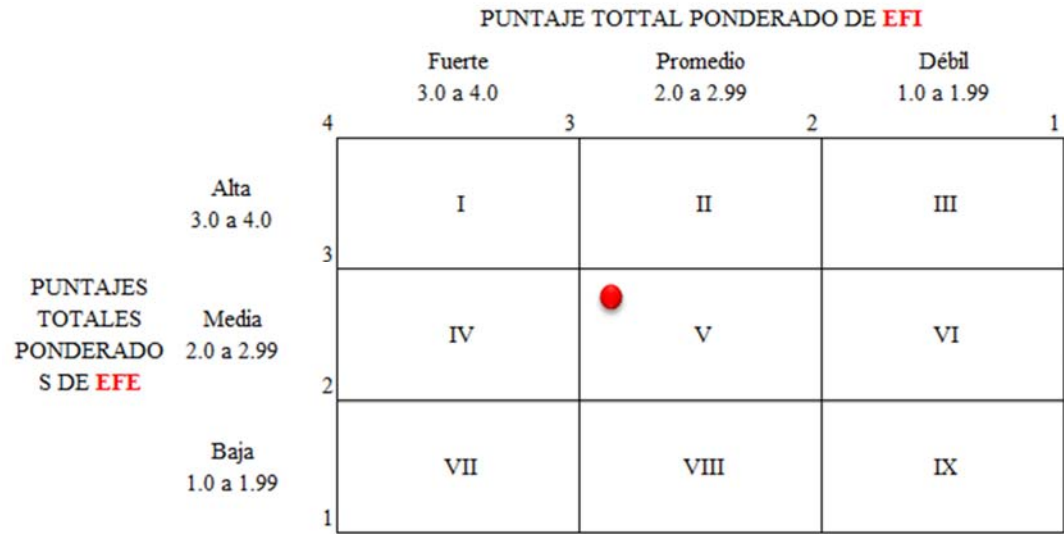 PUNTAJE TOTTAL PONDERADO DE EFI
Fuerte
3.0 a 4.0
Promedio
2.0 a 2.99
Débil
1.0 a 1.99
4
3
2
1
Alta
3.0 a 4.0
I
II
III
3
PUNTAJES
TOTALES
PONDERADO
S DE EFE
Media
2.0 a 2.99
IV
V
VI
2
Baja
1.0 a 1.99
VII
VIII
IX
1